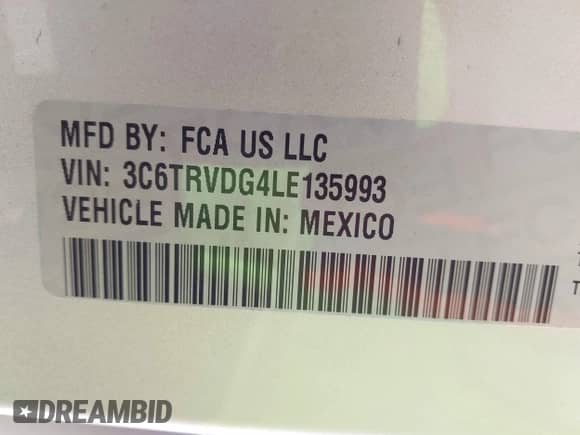 MFD BY: FCA US LLC
VIN: 3C6TRVDG4LE135993
VEHICLE MADE IN: MEXICO
T
DREAMBID